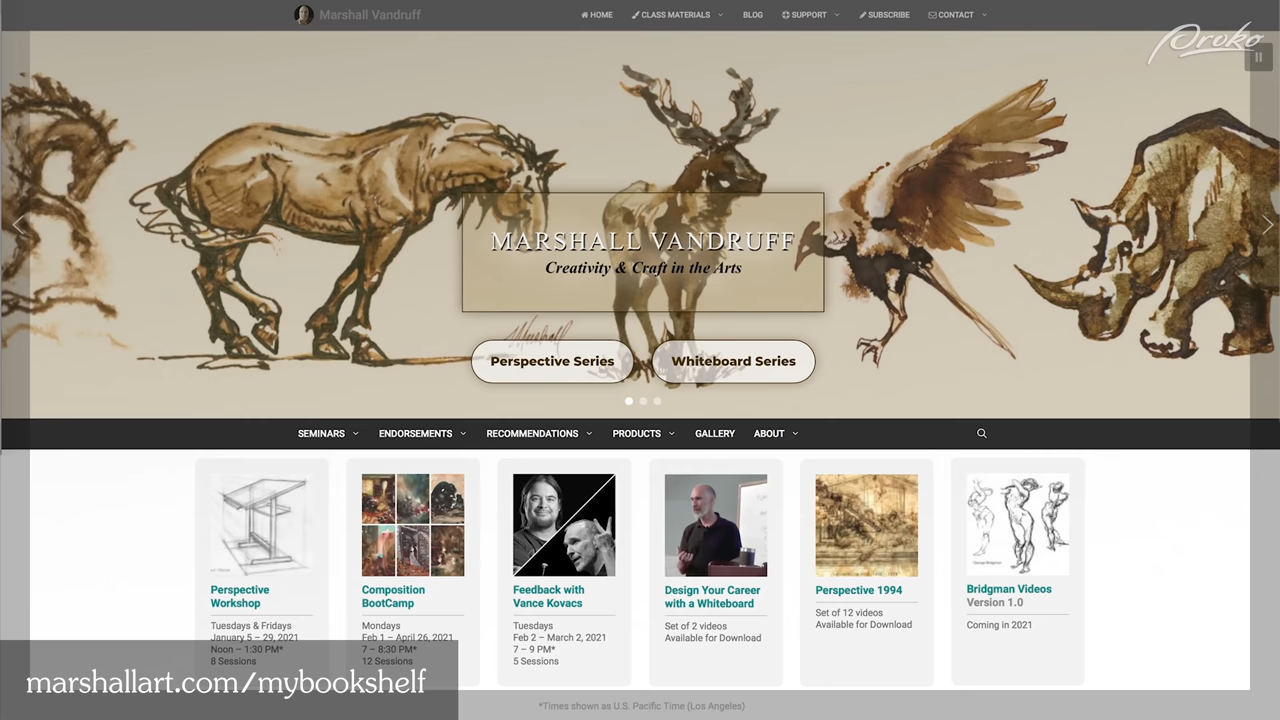 Marshall Vandruff
HOME
CLASS MATERIALS
BLOG
SUPPORT
SUBSCRIBE
CONTACT
Proko
MARSHALL VANDRUFF
Creativity & Craft in the Arts
Marshall
Perspective Series
Whiteboard Series
SEMINARS
ENDORSEMENTS
RECOMMENDATIONS
PRODUCTS
GALLERY
ABOUT
Perspective
Workshop
Tuesdays & Fridays
January 5 – 29, 2021
Noon – 1:30 PM*
8 Sessions
Composition
BootCamp
Mondays
Feb 1 – April 26, 2021
7 – 8:30 PM*
12 Sessions
Feedback with
Vance Kovacs
Tuesdays
Feb 2 – March 2, 2021
7 – 9 PM*
5 Sessions
Design Your Career
with a Whiteboard
Set of 2 videos
Available for Download
Perspective 1994
Set of 12 videos
Available for Download
Bridgman Videos
Version 1.0
Coming in 2021
marshallart.com/mybookshelf
*Times shown as U.S. Pacific Time (Los Angeles)